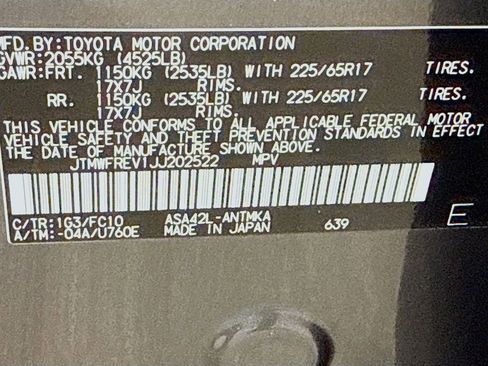 MFD. BY: TOYOTA MOTOR CORPORATION
GVWR: 2055KG (4525LB)
GAWR: FRT. 1150KG (2535LB) WITH 225/65R17 TIRES.
17X7J RIMS.
RR. 1150KG (2535LB) WITH 225/65R17 TIRES.
17X7J RIMS.
THIS VEHICLE CONFORMS TO ALL APPLICABLE FEDERAL MOTOR
VEHICLE SAFETY AND THEFT PREVENTION STANDARDS IN EFFECT
THE DATE OF MANUFACTURE SHOWN ABOVE.
JTMWFREV1JJ202522 MPV
C/TR: 1G3/FC10 ASA42L-ANTMKA
A/TM: -04A/U760E MADE IN JAPAN 639 E